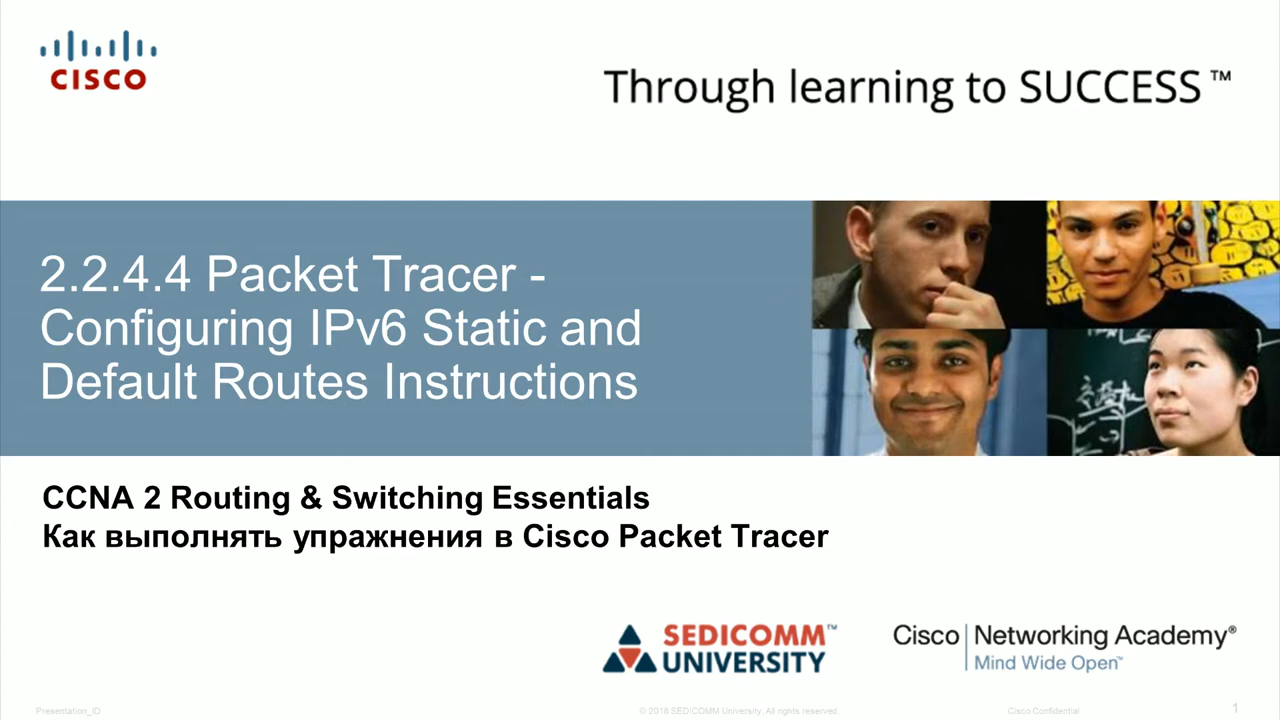 CISCO
Through learning to SUCCESS™
2.2.4.4 Packet Tracer -
Configuring IPv6 Static and
Default Routes Instructions
CCNA 2 Routing & Switching Essentials
Как выполнять упражнения в Cisco Packet Tracer
SEDICOMM™
UNIVERSITY
Cisco Networking Academy®
Mind Wide Open™
Presentation_ID
© 2018 SEDICOMM University. All rights reserved.
Cisco Confidential
1